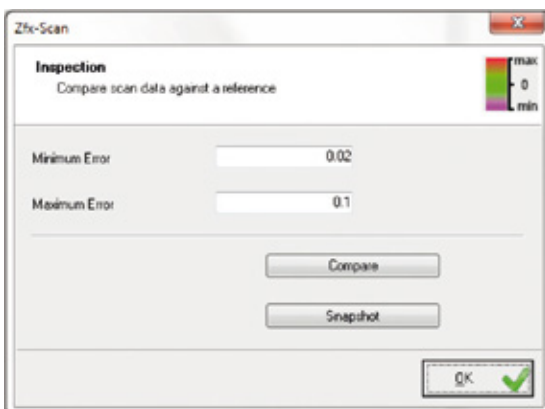 Zfx-Scan
Inspection
Compare scan data against a reference
max
0
min
Minimum Error 0.02
Maximum Error 0.1
Compare
Snapshot
OK